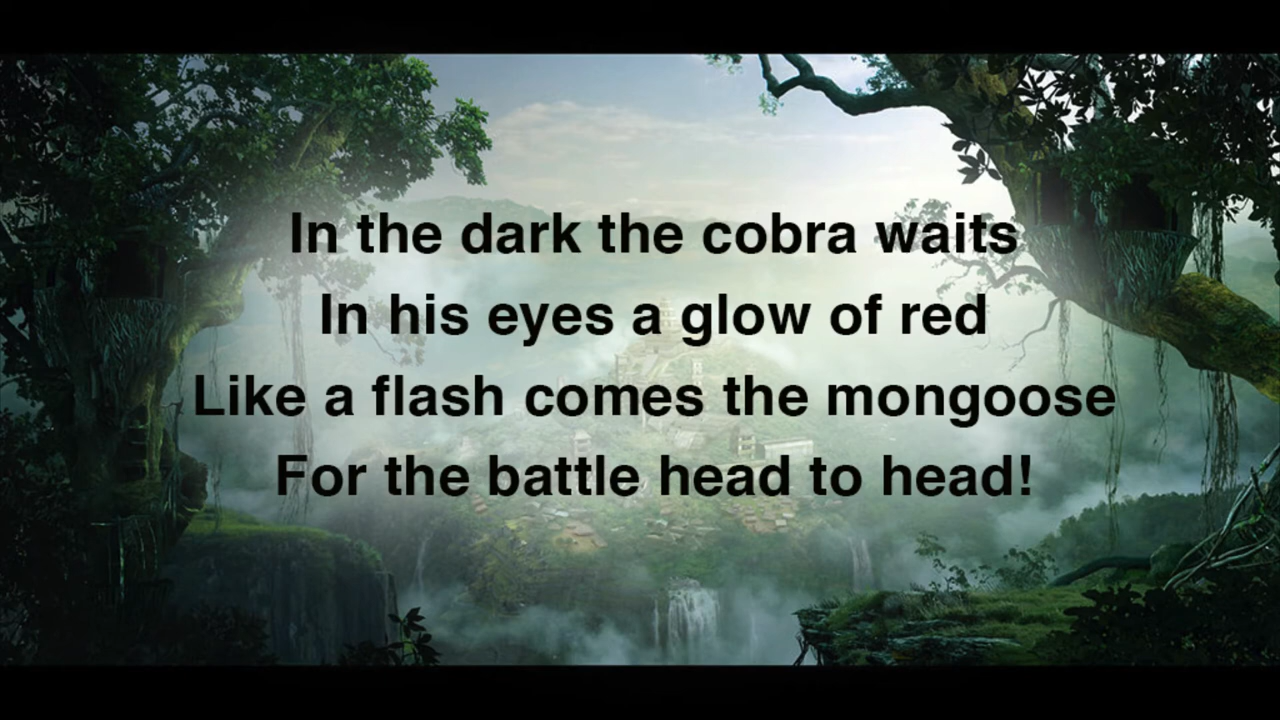 In the dark the cobra waits
In his eyes a glow of red
Like a flash comes the mongoose
For the battle head to head!